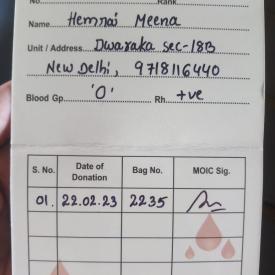 No. Rank
Name Hemraj Meena
Unit / Address Dwaraka Sec-18B
New Delhi, 9718116440
Blood Gp. 'O' Rh. +ve
S. No. Date of Donation Bag No. MOIC Sig.
01. 22.02.23 2235